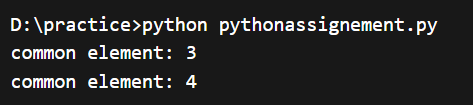 D:\practice>python pythonassignement.py
common element: 3
common element: 4